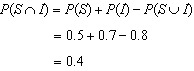 P(S∩I) = P(S) + P(I) − P(S∪I)
= 0.5 + 0.7 − 0.8
= 0.4